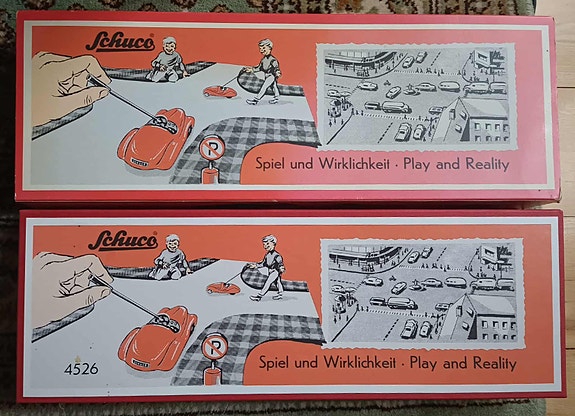 Schuco
P
Spiel und Wirklichkeit · Play and Reality
Schuco
P
4526
Spiel und Wirklichkeit · Play and Reality